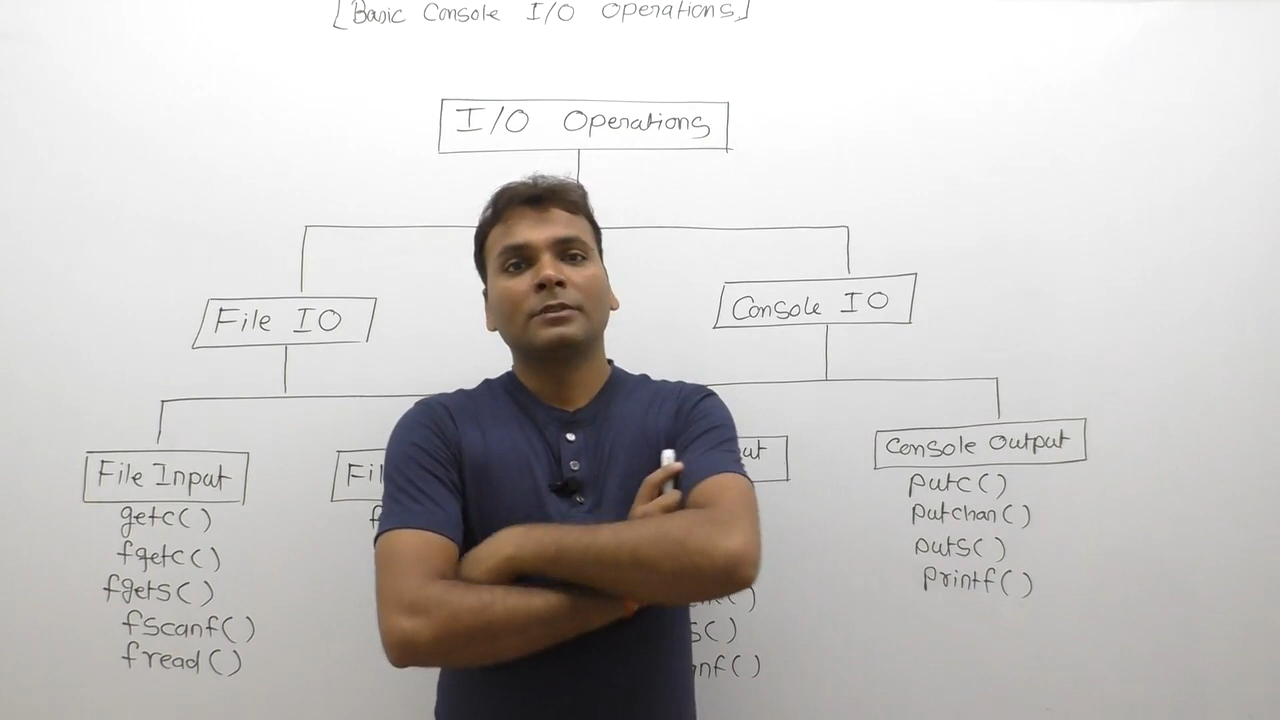 [Basic Console I/O Operations]
I/O Operations
File IO
Console IO
File Input
getc()
fgetc()
fgets()
fscanf()
fread()
Console Output
putc()
putchar()
puts()
printf()